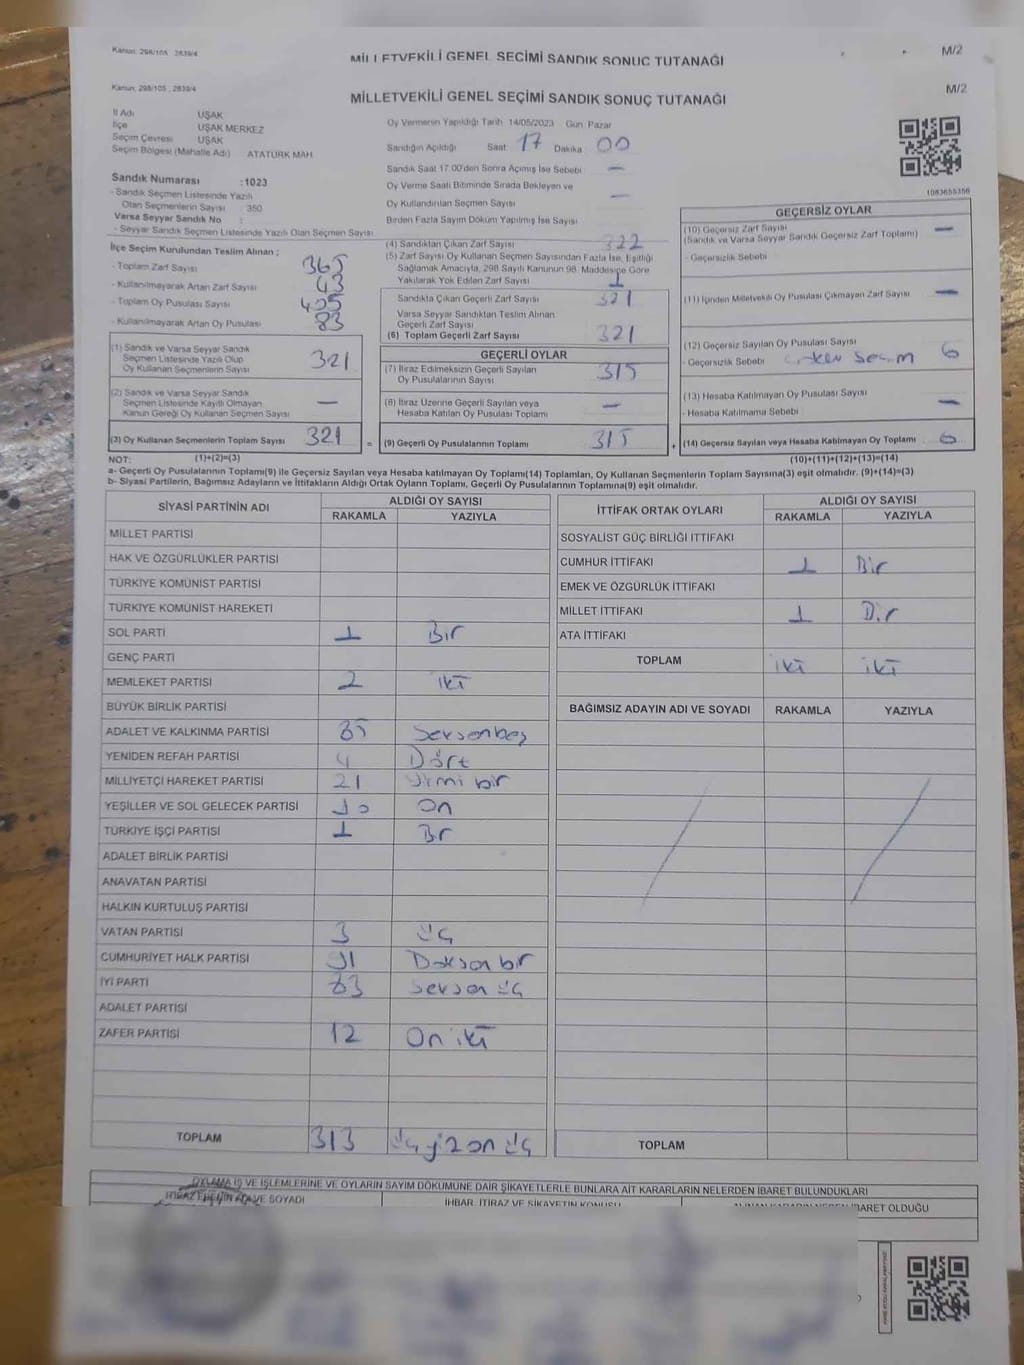 Kanun: 298/105 2839/4
M/2
MİLLETVEKİLİ GENEL SEÇİMİ SANDIK SONUÇ TUTANAĞI
Kanun: 298/105 , 2839/4
M/2
MİLLETVEKİLİ GENEL SEÇİMİ SANDIK SONUÇ TUTANAĞI
İl Adı UŞAK
İlçe UŞAK MERKEZ
Seçim Çevresi UŞAK
Seçim Bölgesi (Mahalle Adı) ATATÜRK MAH
Oy Vermenin Yapıldığı Tarih 14/05/2023 Gün Pazar
Sandığın Açıldığı Saat 17 Dakika 00
Sandık Saat 17.00'den Sonra Açılmış İse Sebebi —
Oy Verme Saati Bitiminde Sırada Bekleyen ve
Oy Kullandırılan Seçmen Sayısı —
Birden Fazla Sayım Döküm Yapılmış İse Sayısı
1083655356
Sandık Numarası : 1023
- Sandık Seçmen Listesinde Yazılı
Olan Seçmenlerin Sayısı : 350
Varsa Seyyar Sandık No :
- Seyyar Sandık Seçmen Listesinde Yazılı Olan Seçmen Sayısı
İlçe Seçim Kurulundan Teslim Alınan ;
- Toplam Zarf Sayısı 365
- Kullanılmayarak Artan Zarf Sayısı 43
- Toplam Oy Pusulası Sayısı 405
- Kullanılmayarak Artan Oy Pusulası 83
(1) Sandık ve Varsa Seyyar Sandık
Seçmen Listesinde Yazılı Olup
Oy Kullanan Seçmenlerin Sayısı 321
(2) Sandık ve Varsa Seyyar Sandık
Seçmen Listesinde Kayıtlı Olmayan
Kanun Gereği Oy Kullanan Seçmen Sayısı —
(3) Oy Kullanan Seçmenlerin Toplam Sayısı 321 =
(4) Sandıktan Çıkan Zarf Sayısı 322
(5) Zarf Sayısı Oy Kullanan Seçmen Sayısından Fazla İse, Eşitliği
Sağlamak Amacıyla, 298 Sayılı Kanunun 98. Maddesine Göre
Yakılarak Yok Edilen Zarf Sayısı 1
Sandıkta Çıkan Geçerli Zarf Sayısı 321
Varsa Seyyar Sandıktan Teslim Alınan
Geçerli Zarf Sayısı
(6) Toplam Geçerli Zarf Sayısı 321
GEÇERLİ OYLAR
(7) İtiraz Edilmeksizin Geçerli Sayılan
Oy Pusulalarının Sayısı 315
(8) İtiraz Üzerine Geçerli Sayılan veya
Hesaba Katılan Oy Pusulası Toplamı —
(9) Geçerli Oy Pusulalarının Toplamı 315 +
GEÇERSİZ OYLAR
(10) Geçersiz Zarf Sayısı —
(Sandık ve Varsa Seyyar Sandık Geçersiz Zarf Toplamı)
- Geçersizlik Sebebi
(11) İçinden Milletvekili Oy Pusulası Çıkmayan Zarf Sayısı —
(12) Geçersiz Sayılan Oy Pusulası Sayısı 6
- Geçersizlik Sebebi seçim
(13) Hesaba Katılmayan Oy Pusulası Sayısı —
- Hesaba Katılmama Sebebi
(14) Geçersiz Sayılan veya Hesaba Katılmayan Oy Toplamı 6
NOT: (1)+(2)=(3) (10)+(11)+(12)+(13)=(14)
a- Geçerli Oy Pusulalarının Toplamı(9) ile Geçersiz Sayılan veya Hesaba katılmayan Oy Toplamı(14) Toplamları, Oy Kullanan Seçmenlerin Toplam Sayısına(3) eşit olmalıdır. (9)+(14)=(3)
b- Siyasi Partilerin, Bağımsız Adayların ve İttifakların Aldığı Ortak Oyların Toplamı, Geçerli Oy Pusulalarının Toplamına(9) eşit olmalıdır.
SİYASİ PARTİNİN ADI ALDIĞI OY SAYISI
RAKAMLA YAZIYLA
MİLLET PARTİSİ
HAK VE ÖZGÜRLÜKLER PARTİSİ
TÜRKİYE KOMÜNİST PARTİSİ
TÜRKİYE KOMÜNİST HAREKETİ
SOL PARTİ 1 Bir
GENÇ PARTİ
MEMLEKET PARTİSİ 2 iki
BÜYÜK BİRLİK PARTİSİ
ADALET VE KALKINMA PARTİSİ 85 Seksenbeş
YENİDEN REFAH PARTİSİ 4 Dört
MİLLİYETÇİ HAREKET PARTİSİ 21 Yirmi bir
YEŞİLLER VE SOL GELECEK PARTİSİ 10 On
TÜRKİYE İŞÇİ PARTİSİ 1 Bir
ADALET BİRLİK PARTİSİ
ANAVATAN PARTİSİ
HALKIN KURTULUŞ PARTİSİ
VATAN PARTİSİ 3 üç
CUMHURİYET HALK PARTİSİ 91 Doksan bir
İYİ PARTİ 83 Seksen üç
ADALET PARTİSİ
ZAFER PARTİSİ 12 On iki
TOPLAM 313 üç yüz on üç
İTTİFAK ORTAK OYLARI ALDIĞI OY SAYISI
RAKAMLA YAZIYLA
SOSYALİST GÜÇ BİRLİĞİ İTTİFAKI
CUMHUR İTTİFAKI 1 Bir
EMEK VE ÖZGÜRLÜK İTTİFAKI
MİLLET İTTİFAKI 1 Bir
ATA İTTİFAKI
TOPLAM iki iki
BAĞIMSIZ ADAYIN ADI VE SOYADI RAKAMLA YAZIYLA
TOPLAM
OYLAMA İŞ VE İŞLEMLERİNE VE OYLARIN SAYIM DÖKÜMÜNE DAİR ŞİKAYETLERLE BUNLARA AİT KARARLARIN NELERDEN İBARET BULUNDUKLARI
İTİRAZ EDENİN ADI VE SOYADI
İHBAR, İTİRAZ VE ŞİKAYETİN KONUSU
ALINAN KARARIN NEDEN İBARET OLDUĞU